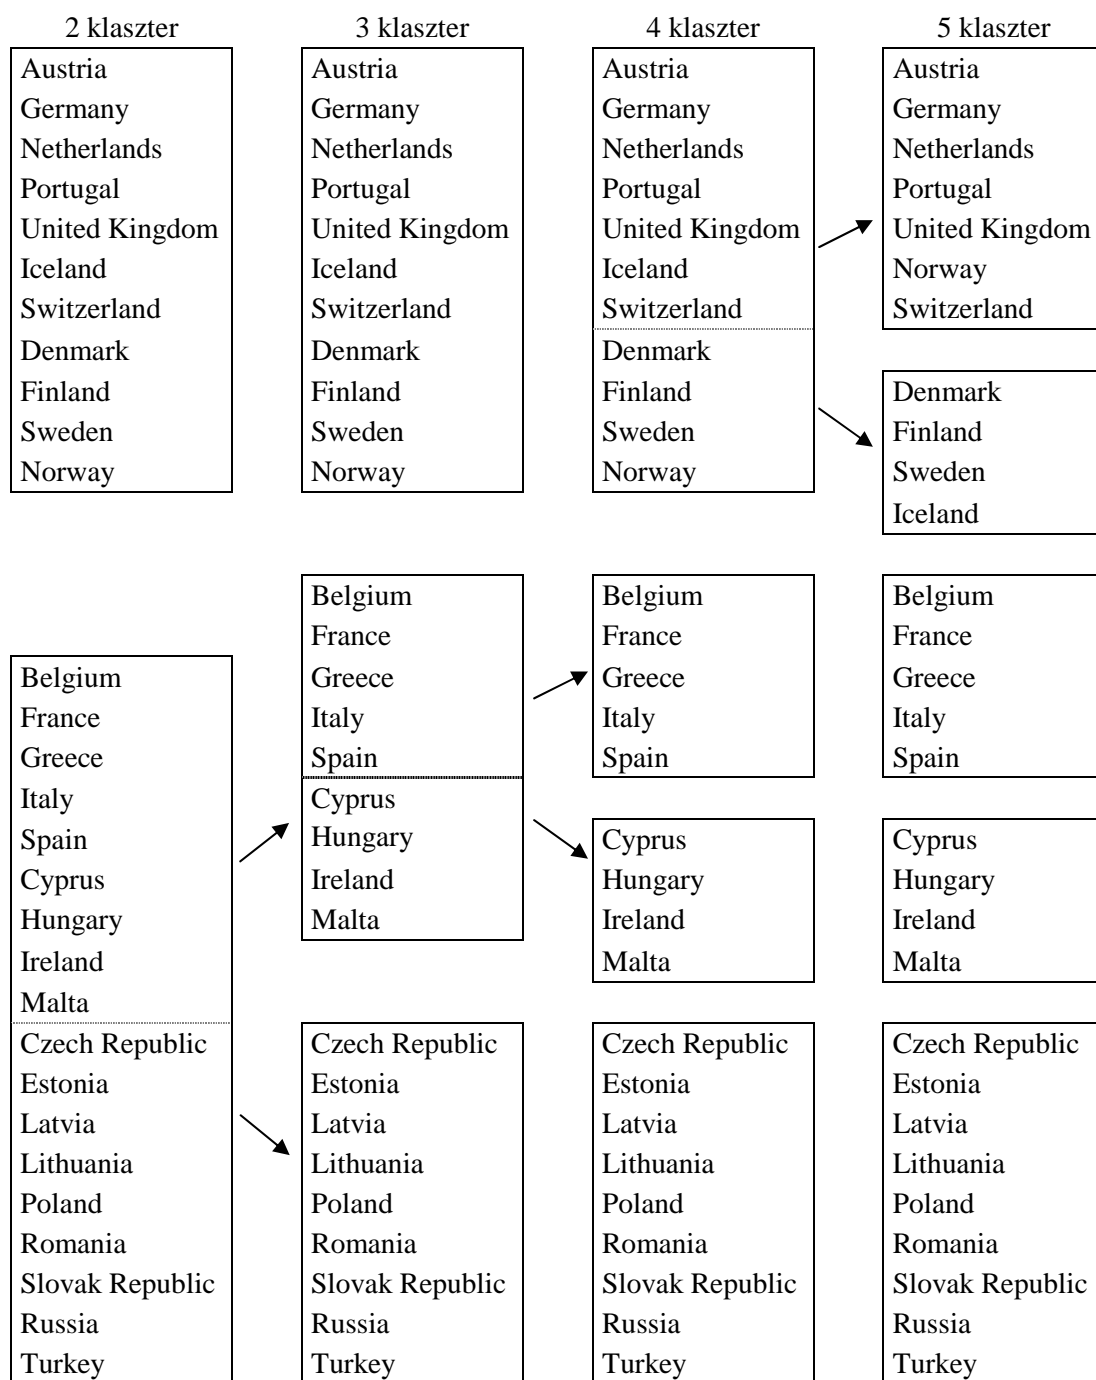 2 klaszter
Austria
Germany
Netherlands
Portugal
United Kingdom
Iceland
Switzerland
Denmark
Finland
Sweden
Norway
Belgium
France
Greece
Italy
Spain
Cyprus
Hungary
Ireland
Malta
Czech Republic
Estonia
Latvia
Lithuania
Poland
Romania
Slovak Republic
Russia
Turkey
3 klaszter
Austria
Germany
Netherlands
Portugal
United Kingdom
Iceland
Switzerland
Denmark
Finland
Sweden
Norway
Belgium
France
Greece
Italy
Spain
Cyprus
Hungary
Ireland
Malta
Czech Republic
Estonia
Latvia
Lithuania
Poland
Romania
Slovak Republic
Russia
Turkey
4 klaszter
Austria
Germany
Netherlands
Portugal
United Kingdom
Iceland
Switzerland
Denmark
Finland
Sweden
Norway
Belgium
France
Greece
Italy
Spain
Cyprus
Hungary
Ireland
Malta
Czech Republic
Estonia
Latvia
Lithuania
Poland
Romania
Slovak Republic
Russia
Turkey
5 klaszter
Austria
Germany
Netherlands
Portugal
United Kingdom
Norway
Switzerland
Denmark
Finland
Sweden
Iceland
Belgium
France
Greece
Italy
Spain
Cyprus
Hungary
Ireland
Malta
Czech Republic
Estonia
Latvia
Lithuania
Poland
Romania
Slovak Republic
Russia
Turkey